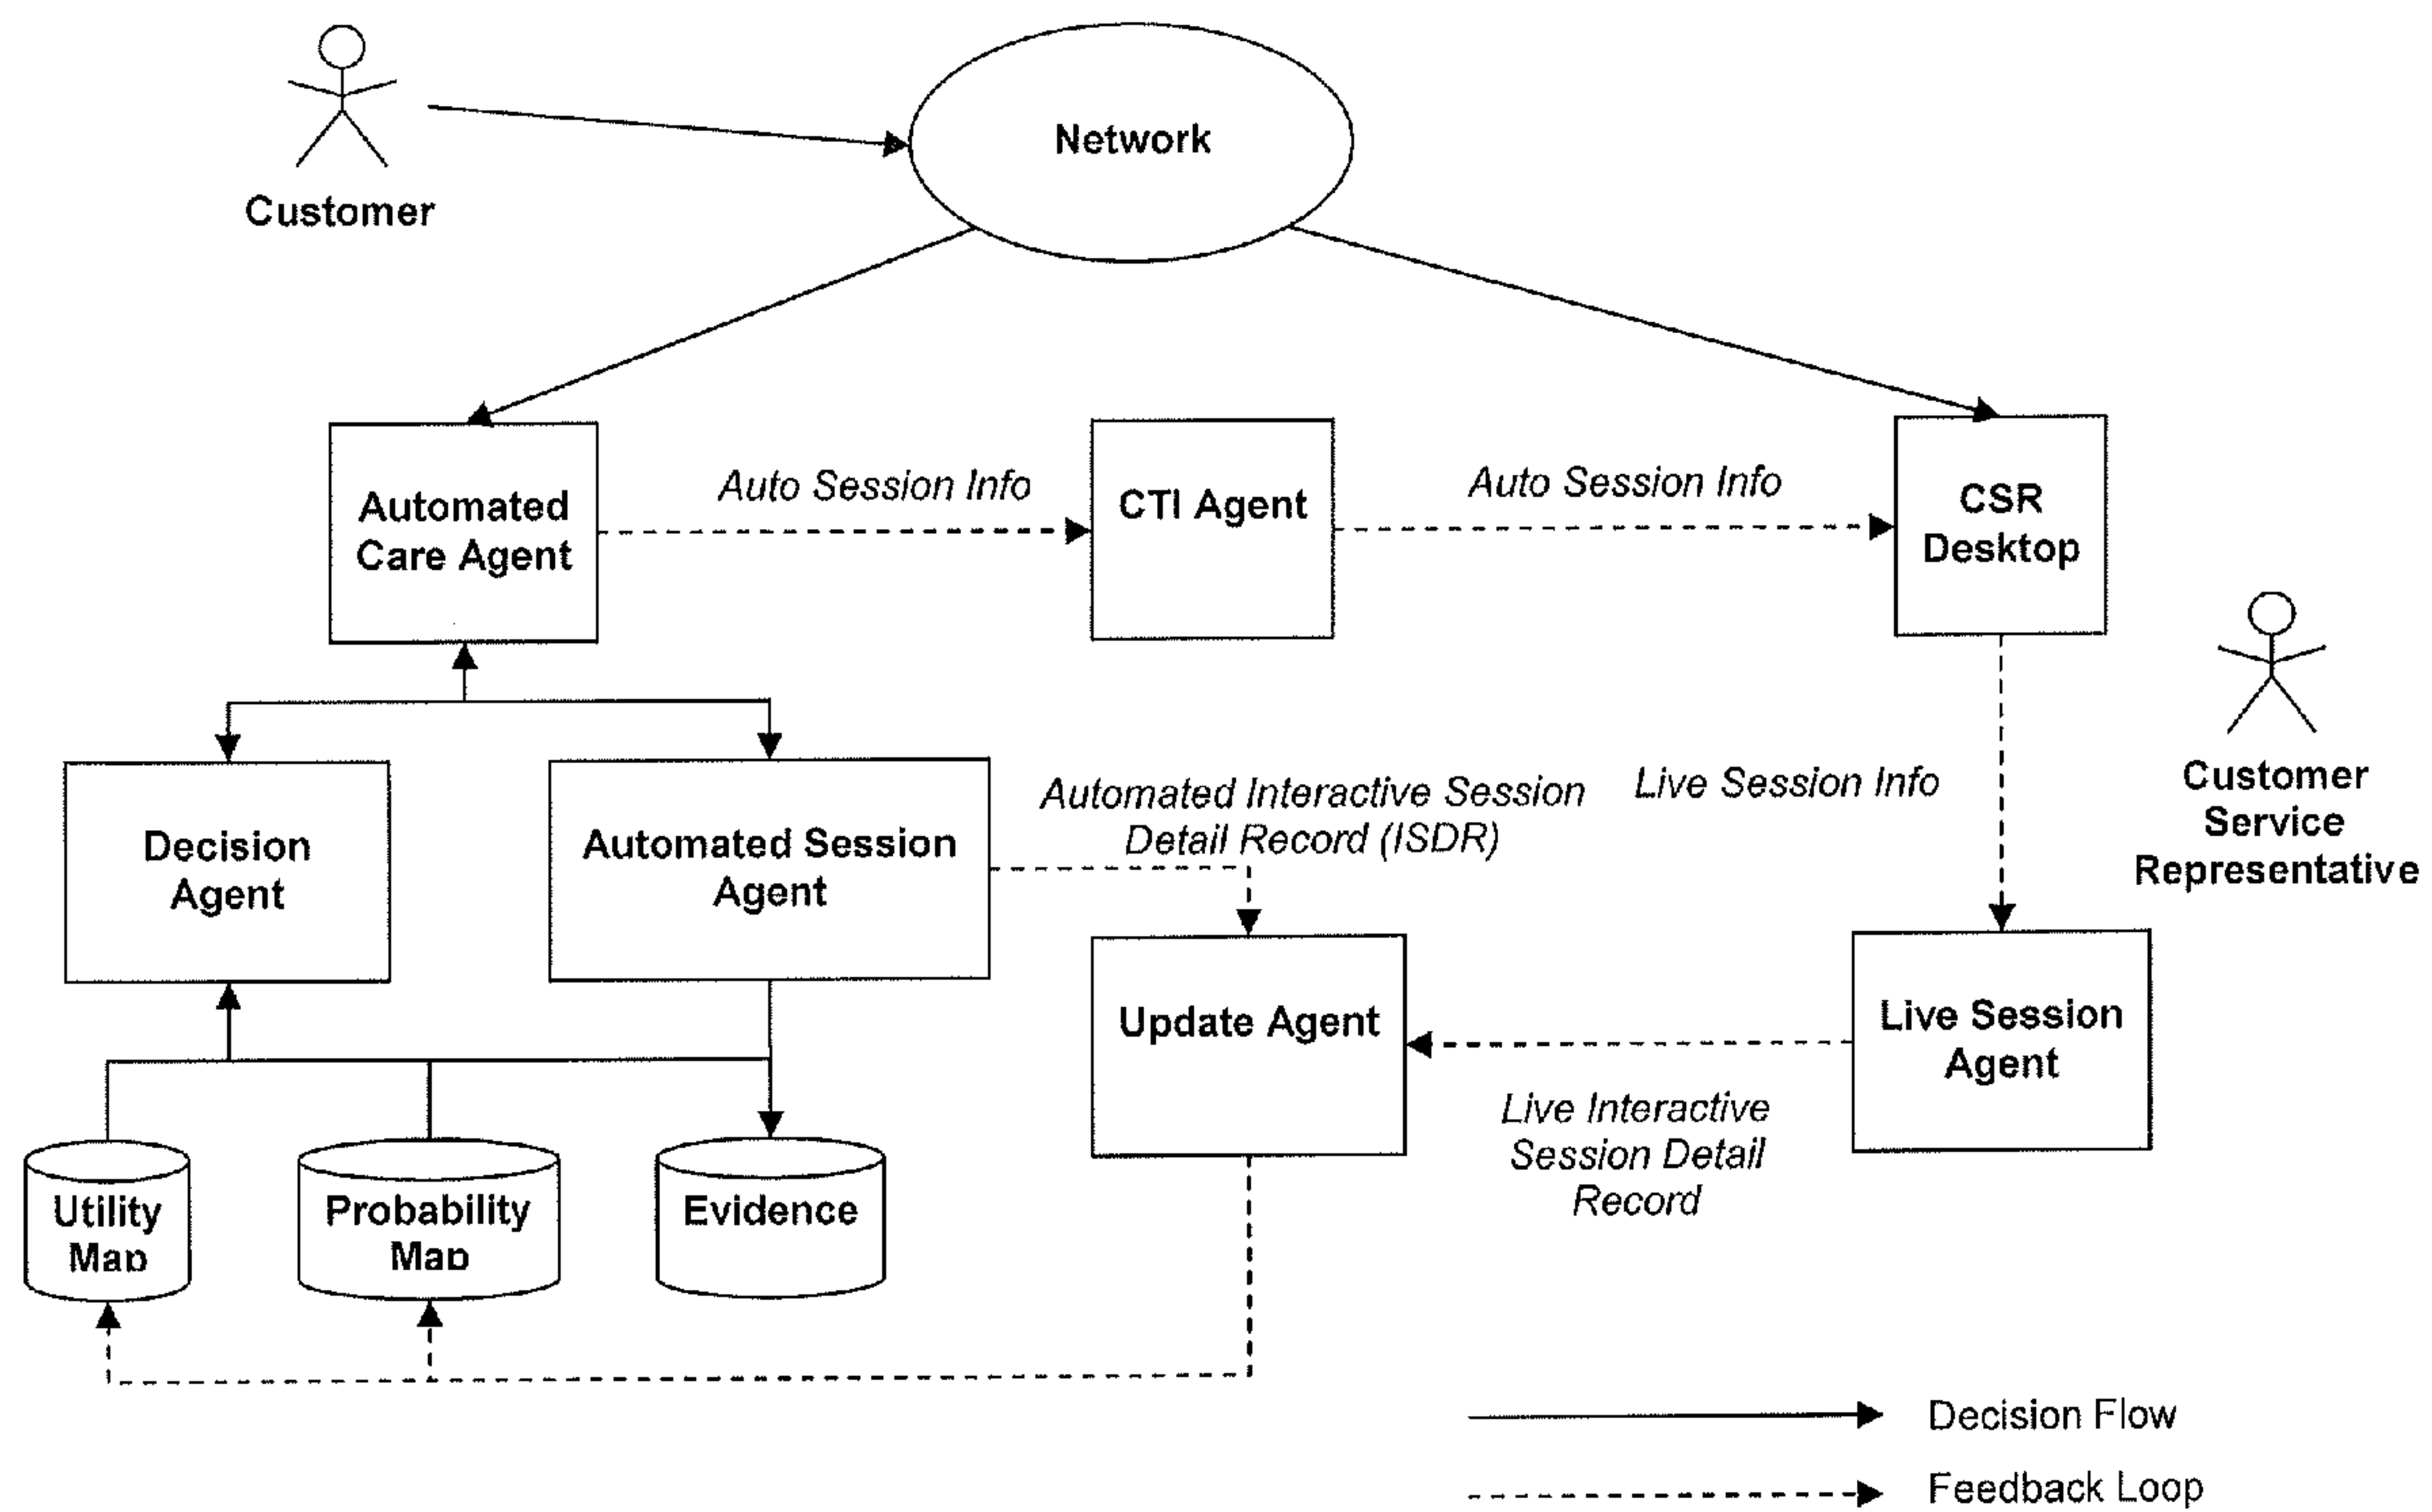 Network
Customer
Automated
Care Agent
Auto Session Info
CTI Agent
Auto Session Info
CSR
Desktop
Decision
Agent
Automated Session
Agent
Automated Interactive Session
Detail Record (ISDR)
Live Session Info
Customer
Service
Representative
Update Agent
Live Session
Agent
Live Interactive
Session Detail
Record
Utility
Map
Probability
Map
Evidence
Decision Flow
Feedback Loop